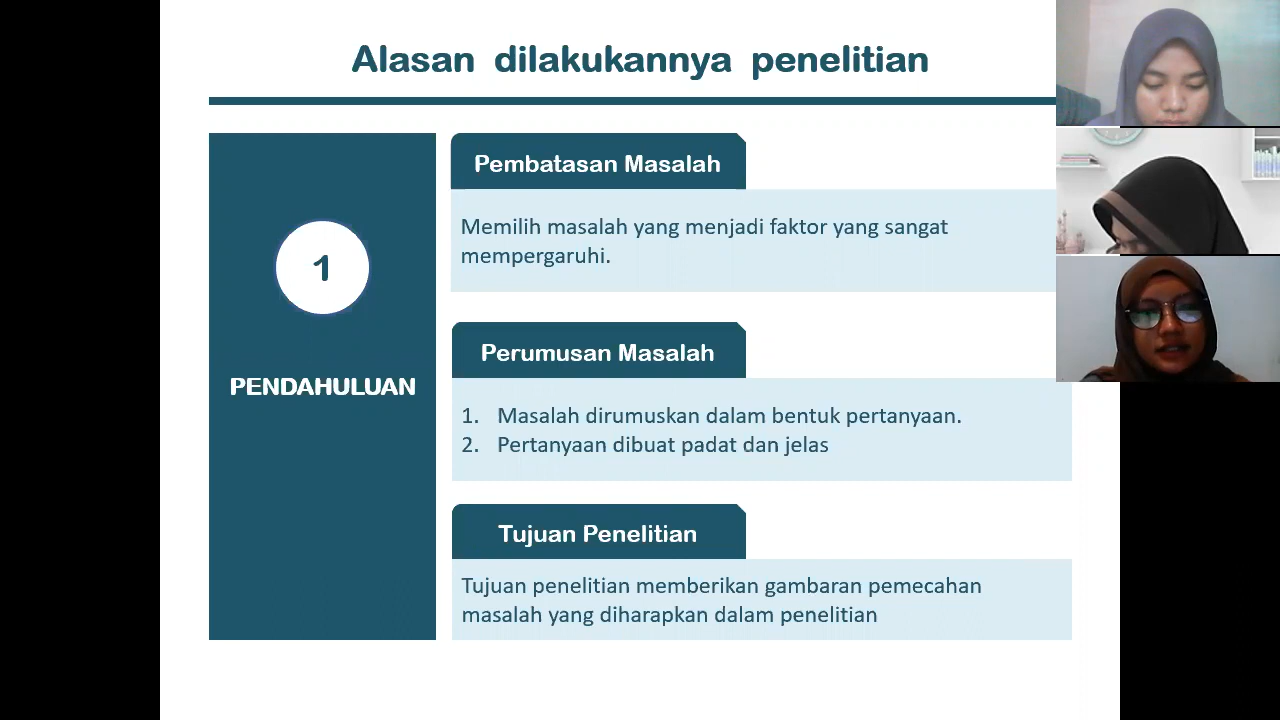 Alasan dilakukannya penelitian
1
PENDAHULUAN
Pembatasan Masalah
Memilih masalah yang menjadi faktor yang sangat
mempergaruhi.
Perumusan Masalah
1. Masalah dirumuskan dalam bentuk pertanyaan.
2. Pertanyaan dibuat padat dan jelas
Tujuan Penelitian
Tujuan penelitian memberikan gambaran pemecahan
masalah yang diharapkan dalam penelitian